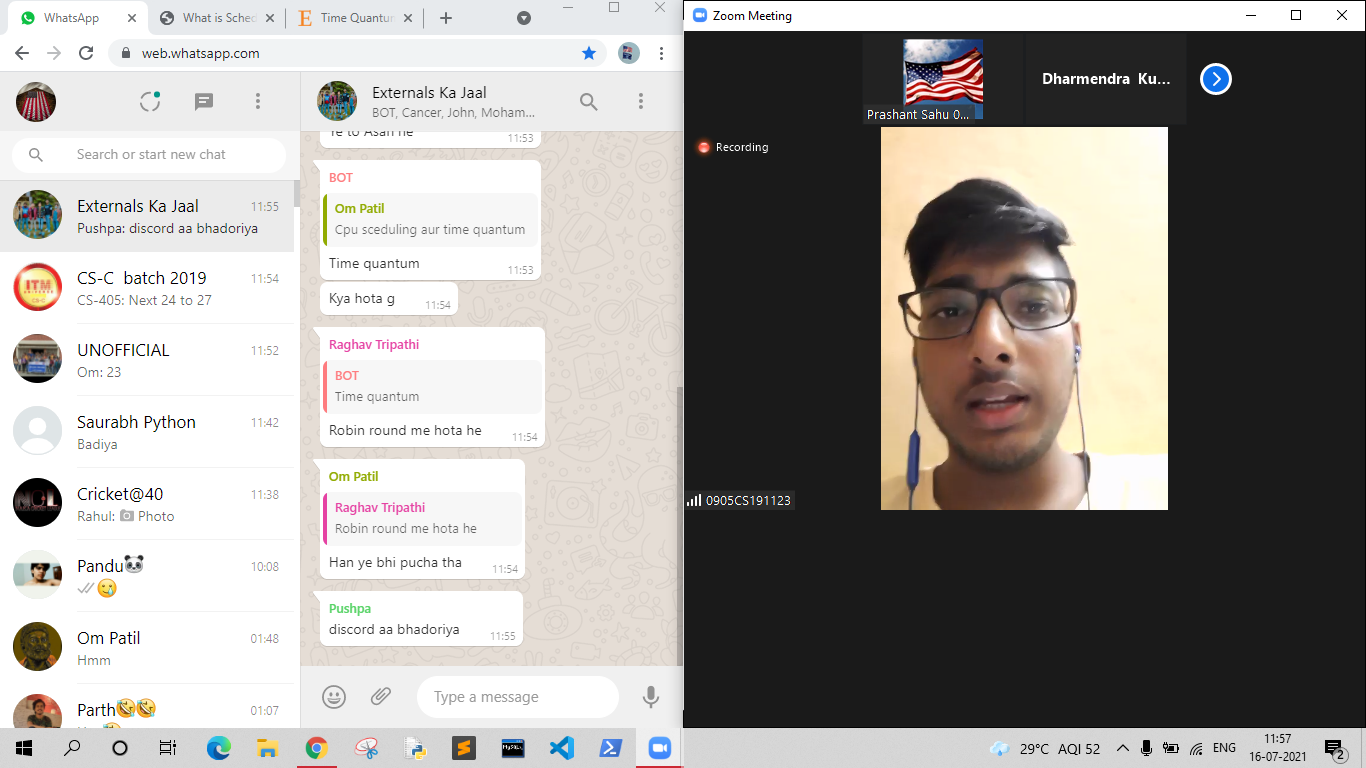 WhatsApp
What is Sched
Time Quantur
web.whatsapp.com
Search or start new chat
Externals Ka Jaal 11:55
Pushpa: discord aa bhadoriya
CS-C batch 2019 11:54
ITM
CS-C
CS-405: Next 24 to 27
UNOFFICIAL 11:52
Om: 23
Saurabh Python 11:42
Badiya
Cricket@40 11:38
Rahul: Photo
Pandu🐼 10:08
🥲
Om Patil 01:48
Hmm
Parth🤣🤣 01:07
Externals Ka Jaal
BOT, Cancer, John, Moham...
Ye to Asan he 11:53
BOT
Om Patil
Cpu sceduling aur time quantum
Time quantum 11:53
Kya hota g 11:54
Raghav Tripathi
BOT
Time quantum
Robin round me hota he 11:54
Om Patil
Raghav Tripathi
Robin round me hota he
Han ye bhi pucha tha 11:54
Pushpa
discord aa bhadoriya 11:55
Type a message
Zoom Meeting
Prashant Sahu 0...
Dharmendra Ku...
Recording
0905CS191123
MySQL
29°C AQI 52
ENG
11:57
16-07-2021
2